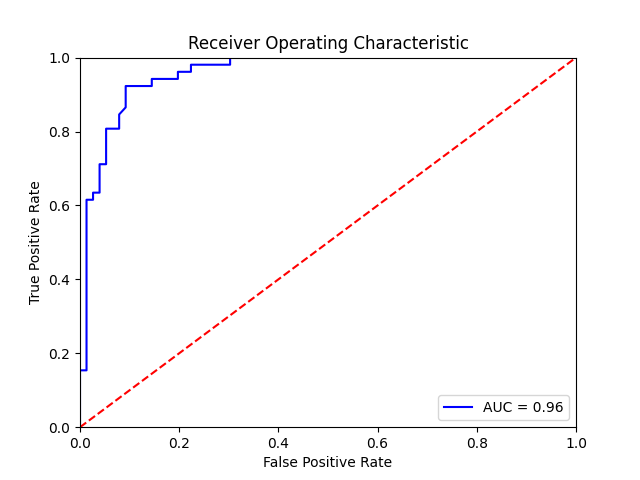 Receiver Operating Characteristic
True Positive Rate
1.0
0.8
0.6
0.4
0.2
0.0
AUC = 0.96
0.0 0.2 0.4 0.6 0.8 1.0
False Positive Rate